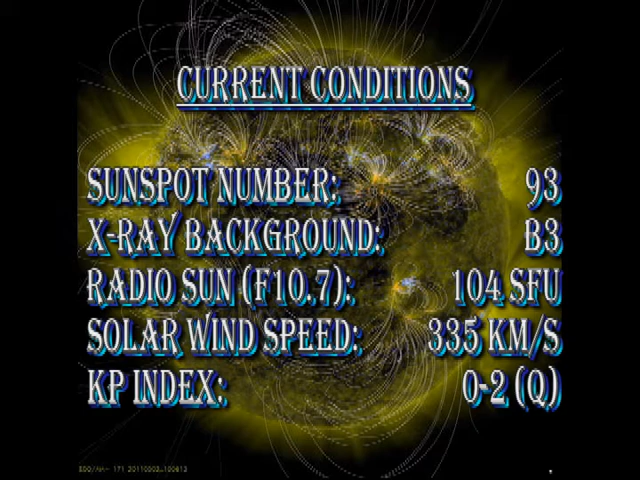 CURRENT CONDITIONS
SUNSPOT NUMBER: 93
X-RAY BACKGROUND: B3
RADIO SUN (F10.7): 104 SFU
SOLAR WIND SPEED: 335 KM/S
KP INDEX: 0-2 (Q)